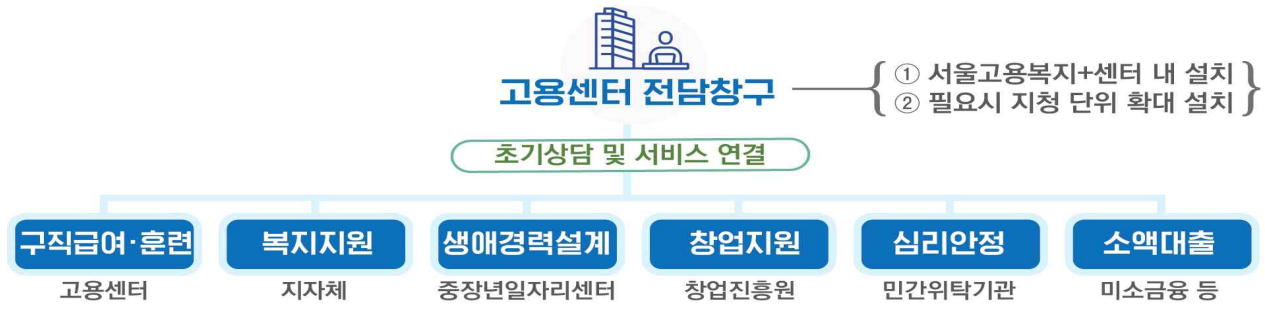 고용센터 전담창구
① 서울고용복지+센터 내 설치
② 필요시 지청 단위 확대 설치
초기상담 및 서비스 연결
구직급여·훈련 복지지원 생애경력설계 창업지원 심리안정 소액대출
고용센터 지자체 중장년일자리센터 창업진흥원 민간위탁기관 미소금융 등